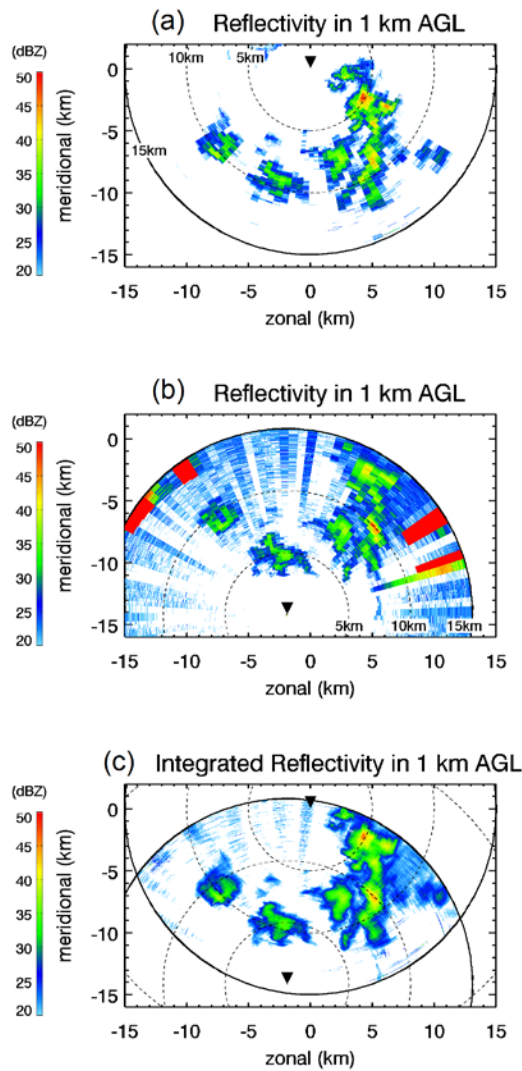 (a) Reflectivity in 1 km AGL
(dBZ)
50
45
40
35
30
25
20
meridional (km)
0
-5
-10
-15
10km
5km
15km
-15 -10 -5 0 5 10 15
zonal (km)
(b) Reflectivity in 1 km AGL
(dBZ)
50
45
40
35
30
25
20
meridional (km)
0
-5
-10
-15
5km
10km
15km
-15 -10 -5 0 5 10 15
zonal (km)
(c) Integrated Reflectivity in 1 km AGL
(dBZ)
50
45
40
35
30
25
20
meridional (km)
0
-5
-10
-15
-15 -10 -5 0 5 10 15
zonal (km)